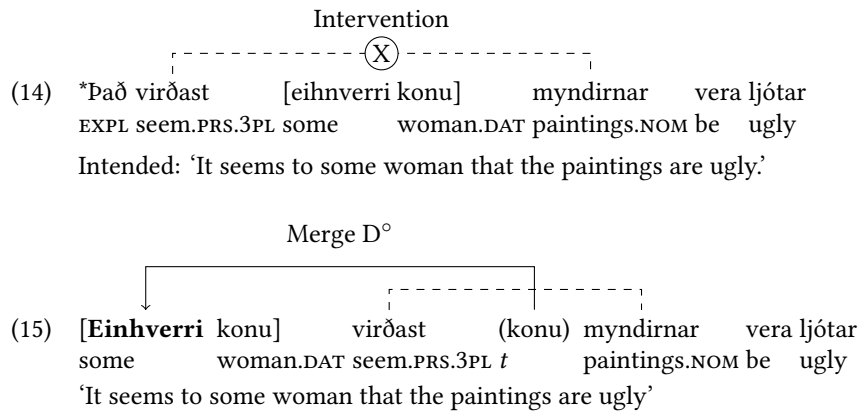 Intervention
X
(14) *Það virðast [eihnverri konu] myndirnar vera ljótar
EXPL seem.PRS.3PL some woman.DAT paintings.NOM be ugly
Intended: ‘It seems to some woman that the paintings are ugly.’
Merge D°
(15) [Einhverri konu] virðast (konu) myndirnar vera ljótar
some woman.DAT seem.PRS.3PL t paintings.NOM be ugly
‘It seems to some woman that the paintings are ugly’